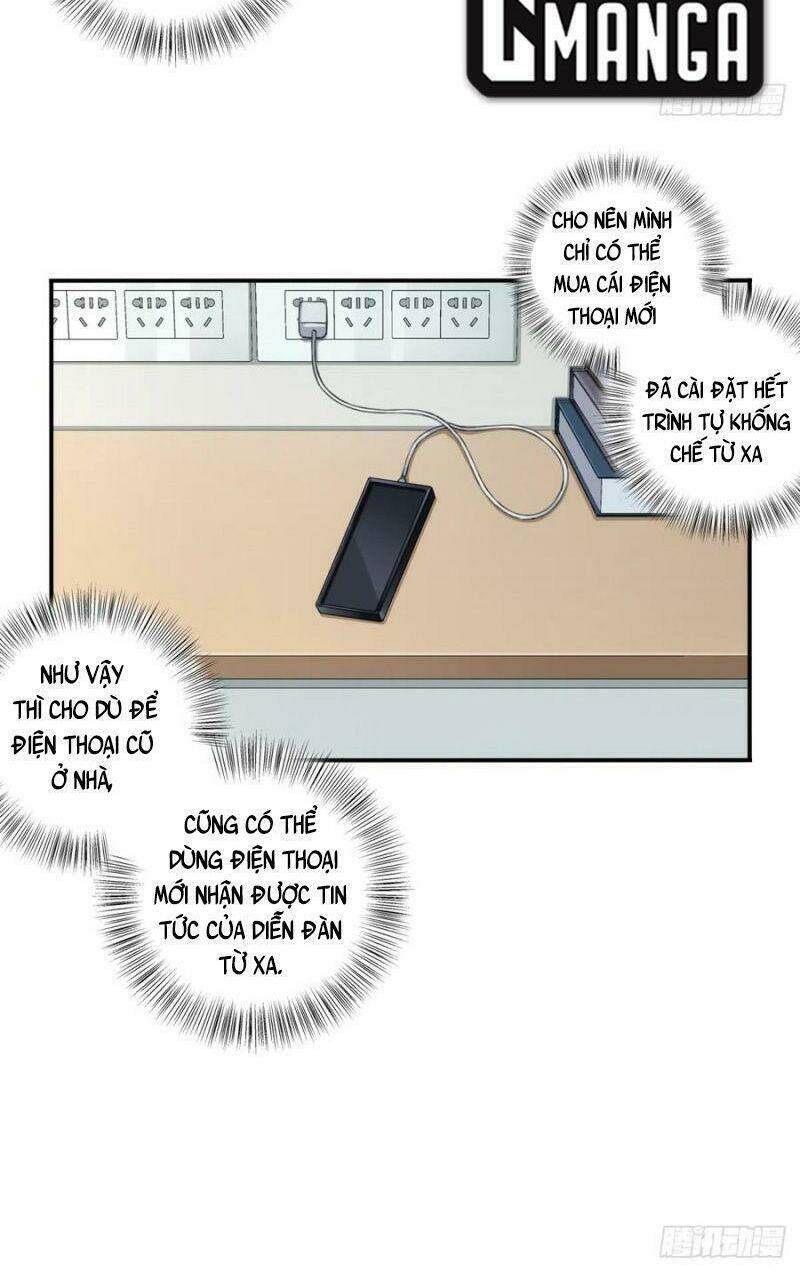 GMANGA
腾讯动漫
CHO NÊN MÌNH
CHỈ CÓ THỂ
MUA CÁI ĐIỆN
THOẠI MỚI
ĐÃ CÀI ĐẶT HẾT
TRÌNH TỰ KHỐNG
CHẾ TỪ XA
NHƯ VẬY
THÌ CHO DÙ ĐỂ
ĐIỆN THOẠI CŨ
Ở NHÀ,
CŨNG CÓ THỂ
DÙNG ĐIỆN THOẠI
MỚI NHẬN ĐƯỢC TIN
TỨC CỦA DIỄN ĐÀN
TỪ XA.
腾讯动漫